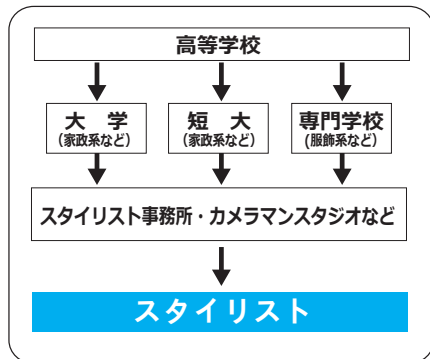 高等学校
大　学
（家政系など）
短　大
（家政系など）
専門学校
(服飾系など）
スタイリスト事務所・カメラマンスタジオなど
スタイリスト